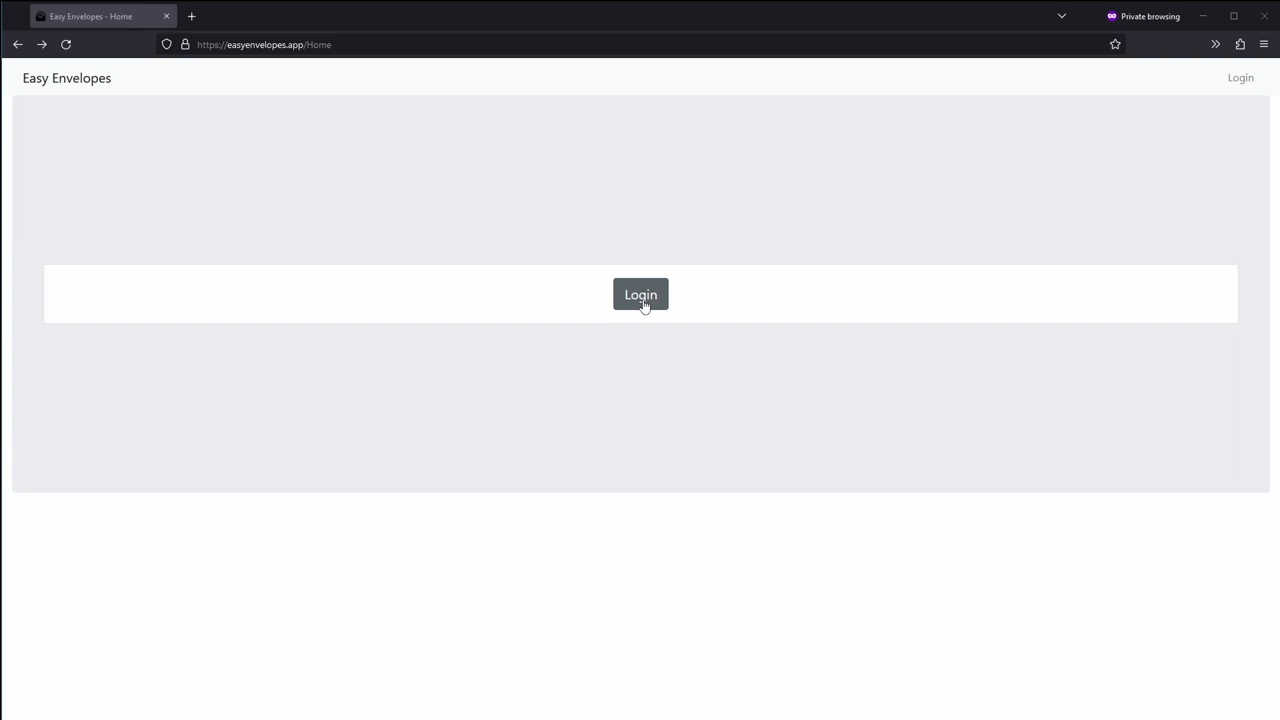 Easy Envelopes - Home
Private browsing
https://easyenvelopes.app/Home
Easy Envelopes
Login
Login